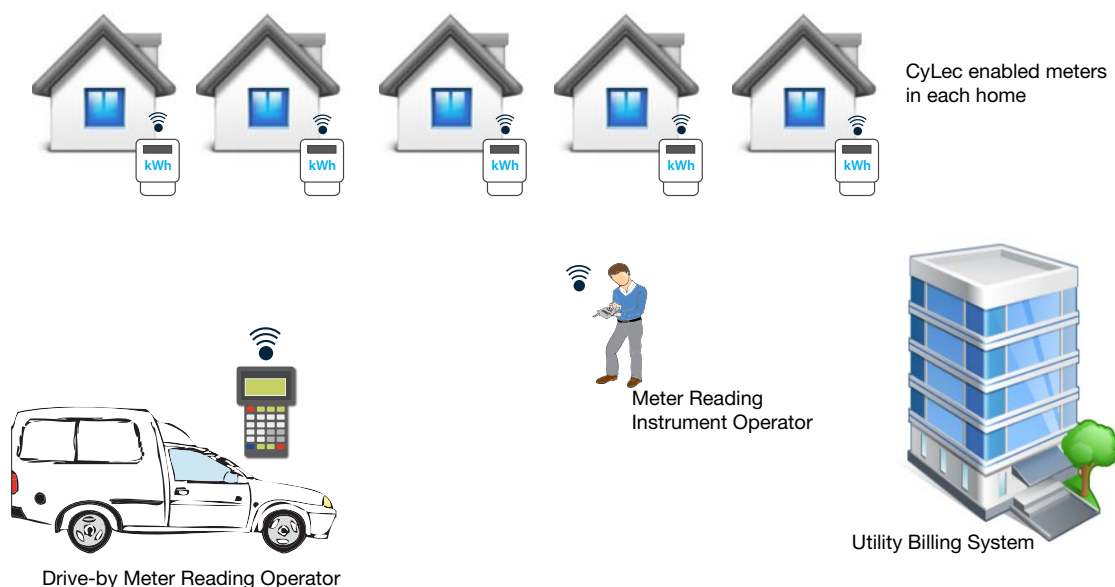 CyLec enabled meters
in each home
kWh
kWh
kWh
kWh
kWh
Meter Reading
Instrument Operator
Utility Billing System
Drive-by Meter Reading Operator